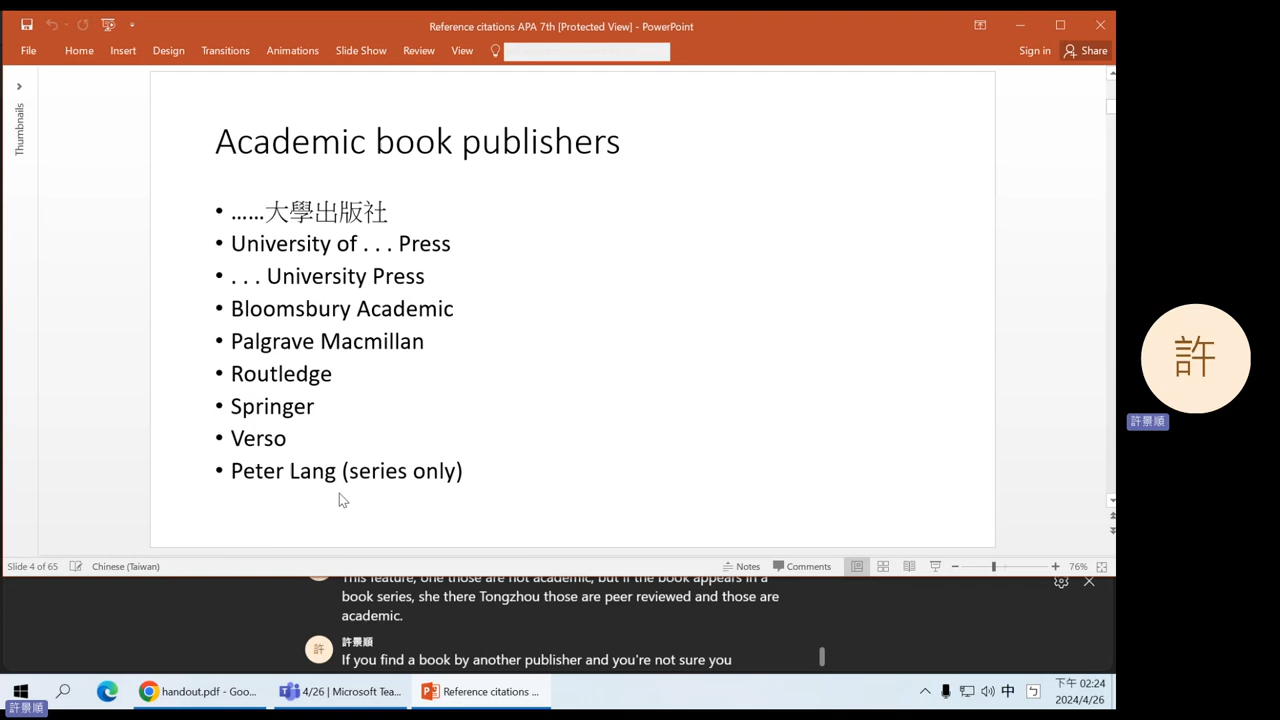 Reference citations APA 7th [Protected View] - PowerPoint
File Home Insert Design Transitions Animations Slide Show Review View Sign in Share
Thumbnails
Academic book publishers
• ……大學出版社
• University of . . . Press
• . . . University Press
• Bloomsbury Academic
• Palgrave Macmillan
• Routledge
• Springer
• Verso
• Peter Lang (series only)
許
許景順
Slide 4 of 65 Chinese (Taiwan) Notes Comments 76%
This feature, one those are not academic, but if the book appears in a
book series, she there Tongzhou those are peer reviewed and those are
academic.
許景順
許
If you find a book by another publisher and you're not sure you
handout.pdf - Goo... 4/26 | Microsoft Tea... Reference citations ... 中 下午 02:24
2024/4/26
許景順